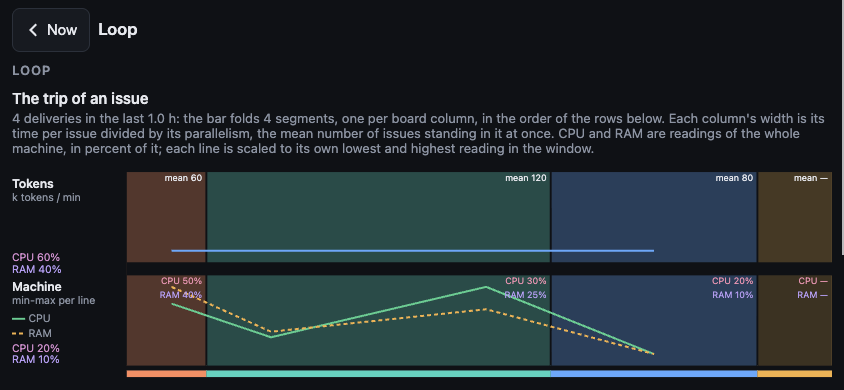 Now Loop
LOOP
The trip of an issue
4 deliveries in the last 1.0 h: the bar folds 4 segments, one per board column, in the order of the rows below. Each column's width is its
time per issue divided by its parallelism, the mean number of issues standing in it at once. CPU and RAM are readings of the whole
machine, in percent of it; each line is scaled to its own lowest and highest reading in the window.
Tokens
k tokens / min
mean 60
mean 120
mean 80
mean —
CPU 60%
RAM 40%
Machine
min-max per line
CPU
RAM
CPU 20%
RAM 10%
CPU 50%
RAM 40%
CPU 30%
RAM 25%
CPU 20%
RAM 10%
CPU —
RAM —